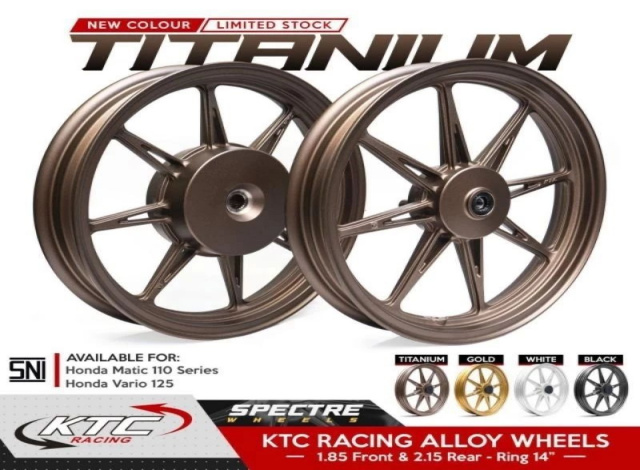 NEW COLOUR LIMITED STOCK
TITANIUM
SNI
AVAILABLE FOR:
Honda Matic 110 Series
Honda Vario 125
TITANIUM GOLD WHITE BLACK
KTC
RACING
SPECTRE
WHEELS
KTC RACING ALLOY WHEELS
1.85 Front & 2.15 Rear - Ring 14”